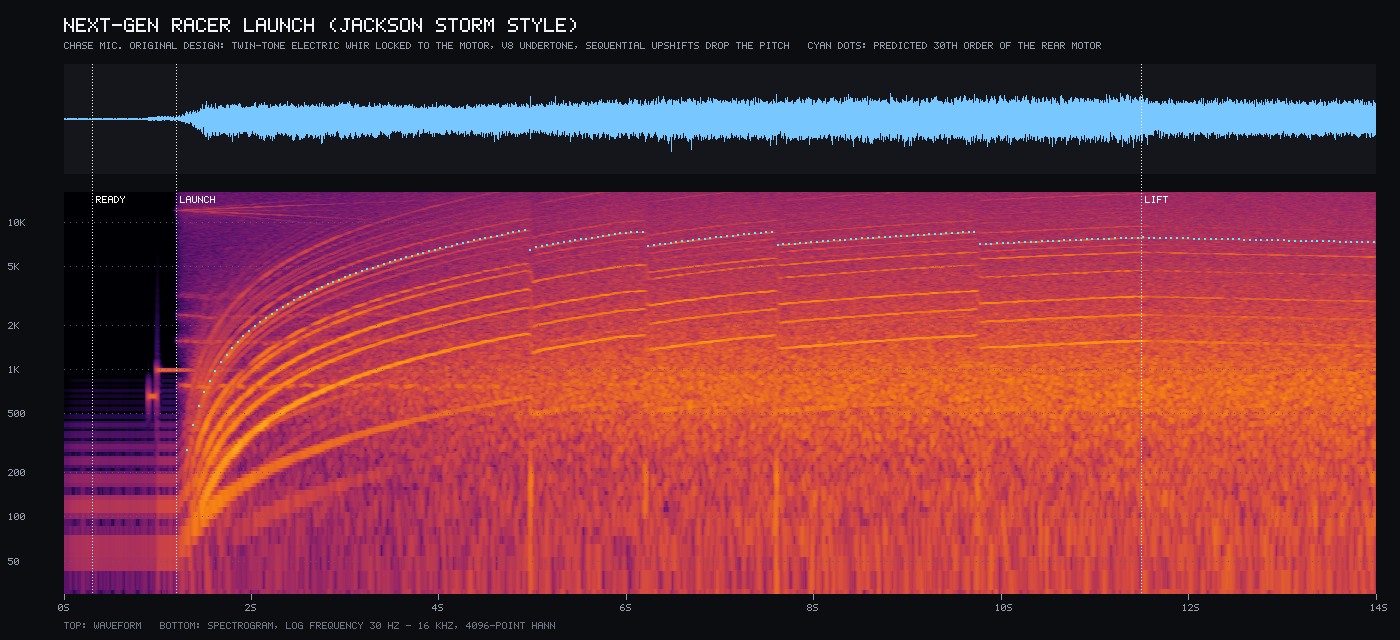 NEXT-GEN RACER LAUNCH (JACKSON STORM STYLE)
CHASE MIC. ORIGINAL DESIGN: TWIN-TONE ELECTRIC WHIR LOCKED TO THE MOTOR, V8 UNDERTONE, SEQUENTIAL UPSHIFTS DROP THE PITCH   CYAN DOTS: PREDICTED 30TH ORDER OF THE REAR MOTOR
READY LAUNCH LIFT
10K
5K
2K
1K
500
200
100
50
0S 2S 4S 6S 8S 10S 12S 14S
TOP: WAVEFORM   BOTTOM: SPECTROGRAM, LOG FREQUENCY 30 HZ - 16 KHZ, 4096-POINT HANN